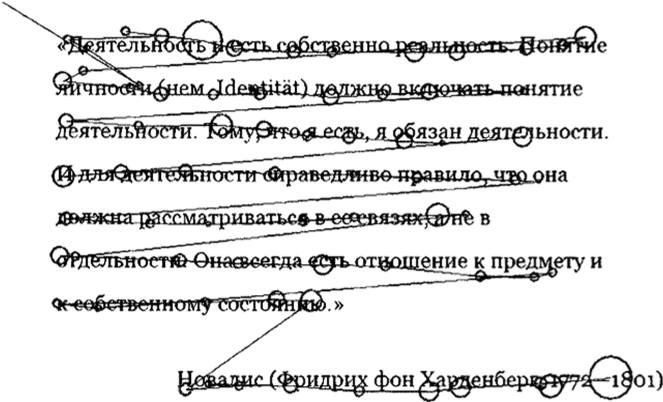 «Деятельность и есть собственно реальность. Понятие
яичности (нем. Identität) должно включать понятие
деятельности. Тому, что я есть, я обязан деятельности.
И для деятельности справедливо правило, что она
должна рассматриваться в ее связях, а не в
отдельности. Она всегда есть отношение к предмету и
к собственному состоянию.»
Новалис (Фридрих фон Харденберг, 1772–1801)